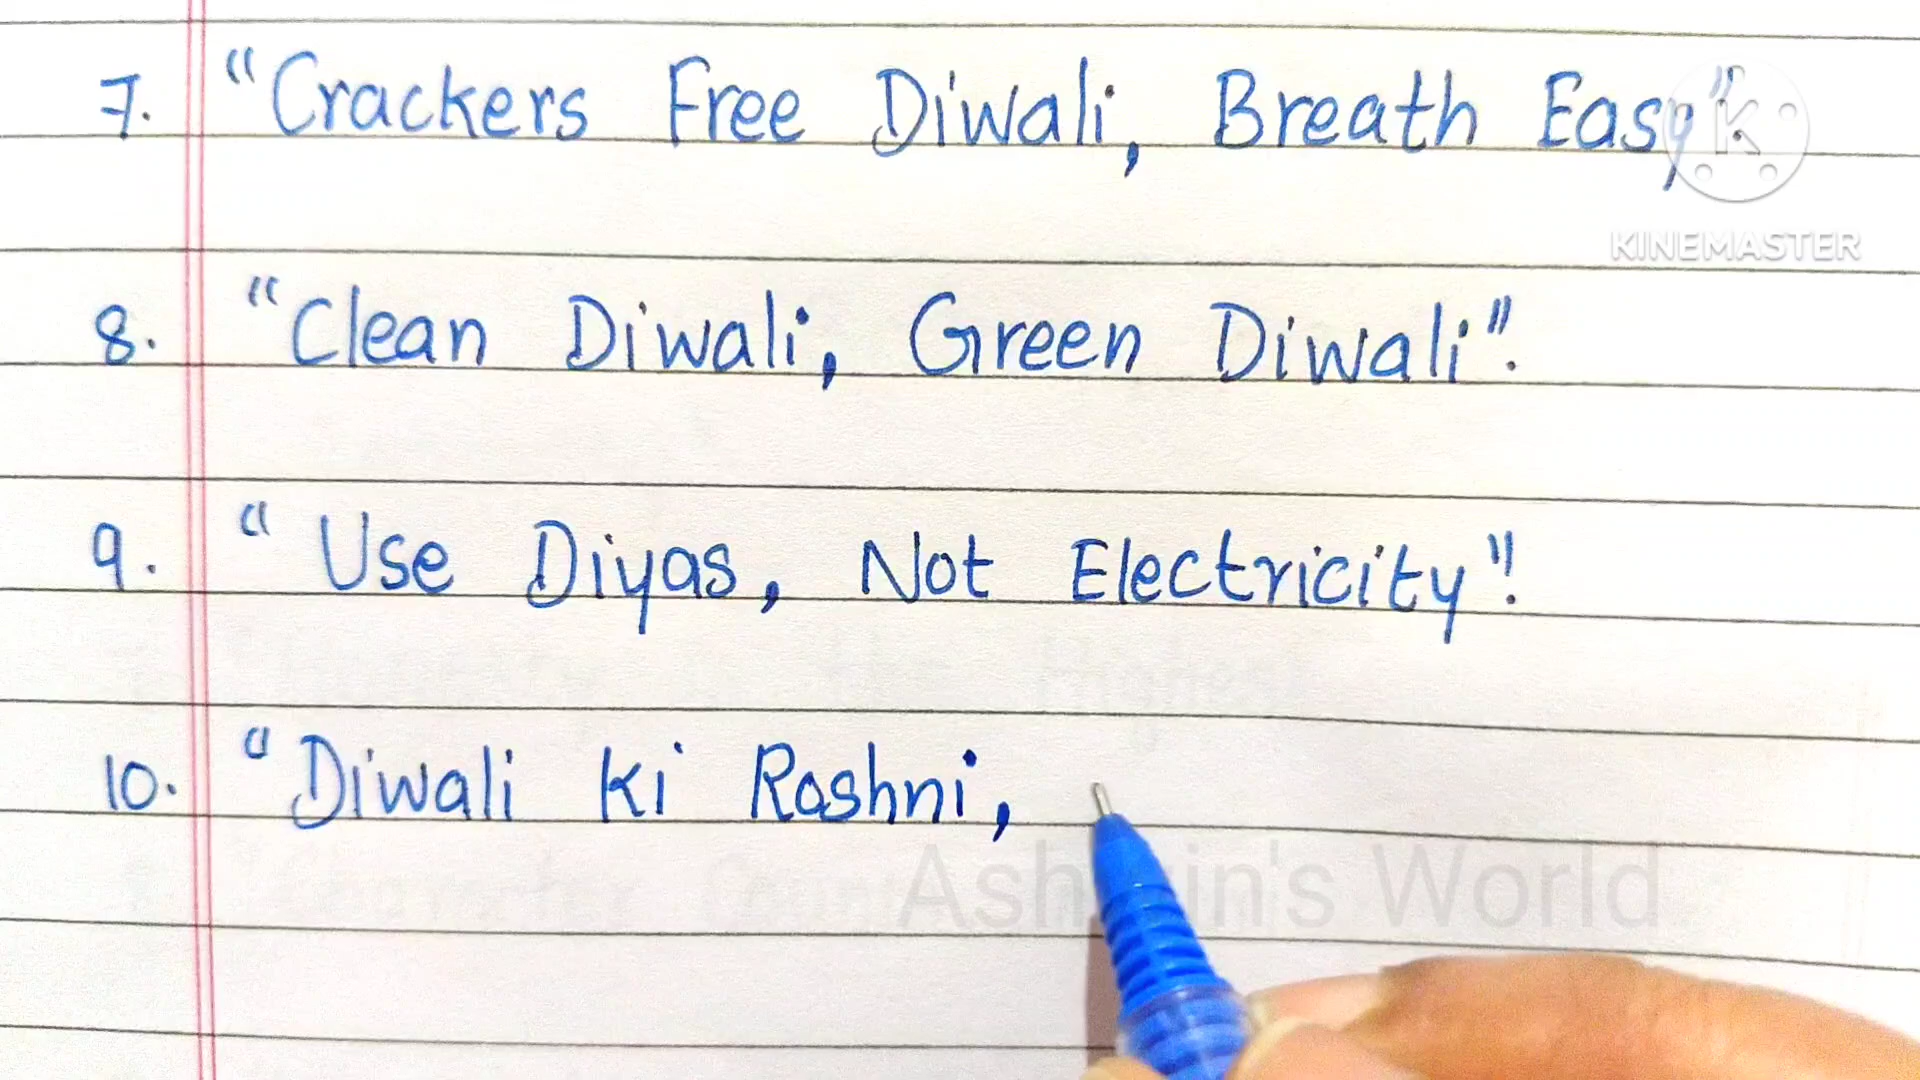 7. "Crackers Free Diwali, Breath Easy".
KINEMASTER
8. "Clean Diwali, Green Diwali".
9. "Use Diyas, Not Electricity".
10. "Diwali Ki Roshni,
World